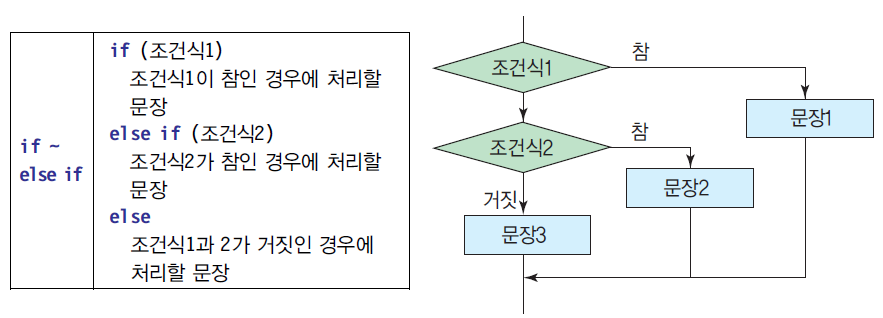 if ~
else if
if (조건식1)
조건식1이 참인 경우에 처리할
문장
else if (조건식2)
조건식2가 참인 경우에 처리할
문장
else
조건식1과 2가 거짓인 경우에
처리할 문장
조건식1
참
문장1
조건식2
참
문장2
거짓
문장3